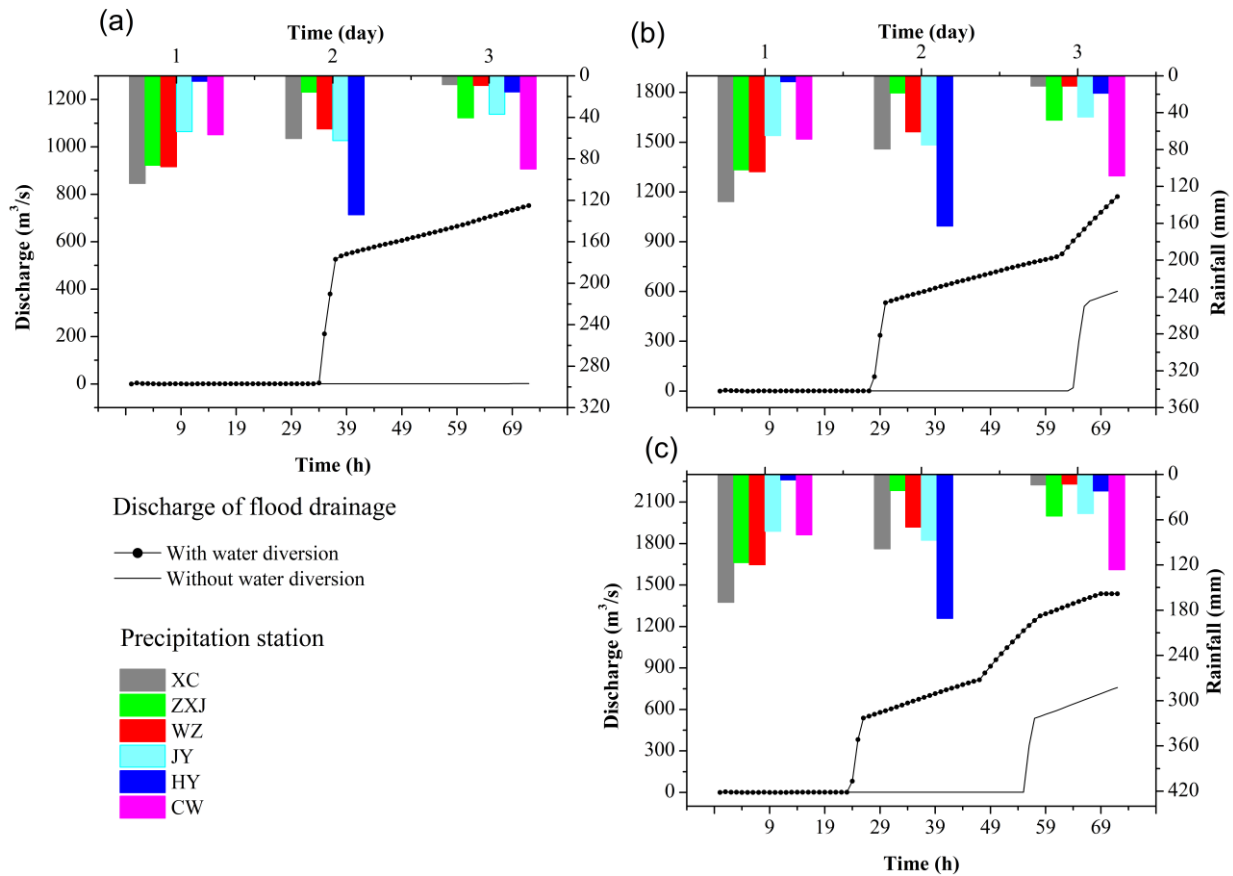 (a)
Time (day)
1 2 3
1200
1000
800
600
400
200
0
Discharge (m³/s)
0
40
80
120
160
200
240
280
320
9 19 29 39 49 59 69
Time (h)
(b)
Time (day)
1 2 3
1800
1500
1200
900
600
300
0
Discharge (m³/s)
0
40
80
120
160
200
240
280
320
360
Rainfall (mm)
9 19 29 39 49 59 69
(c)
2100
1800
1500
1200
900
600
300
0
Discharge (m³/s)
0
60
120
180
240
300
360
420
Rainfall (mm)
9 19 29 39 49 59 69
Time (h)
Discharge of flood drainage
With water diversion
Without water diversion
Precipitation station
XC
ZXJ
WZ
JY
HY
CW